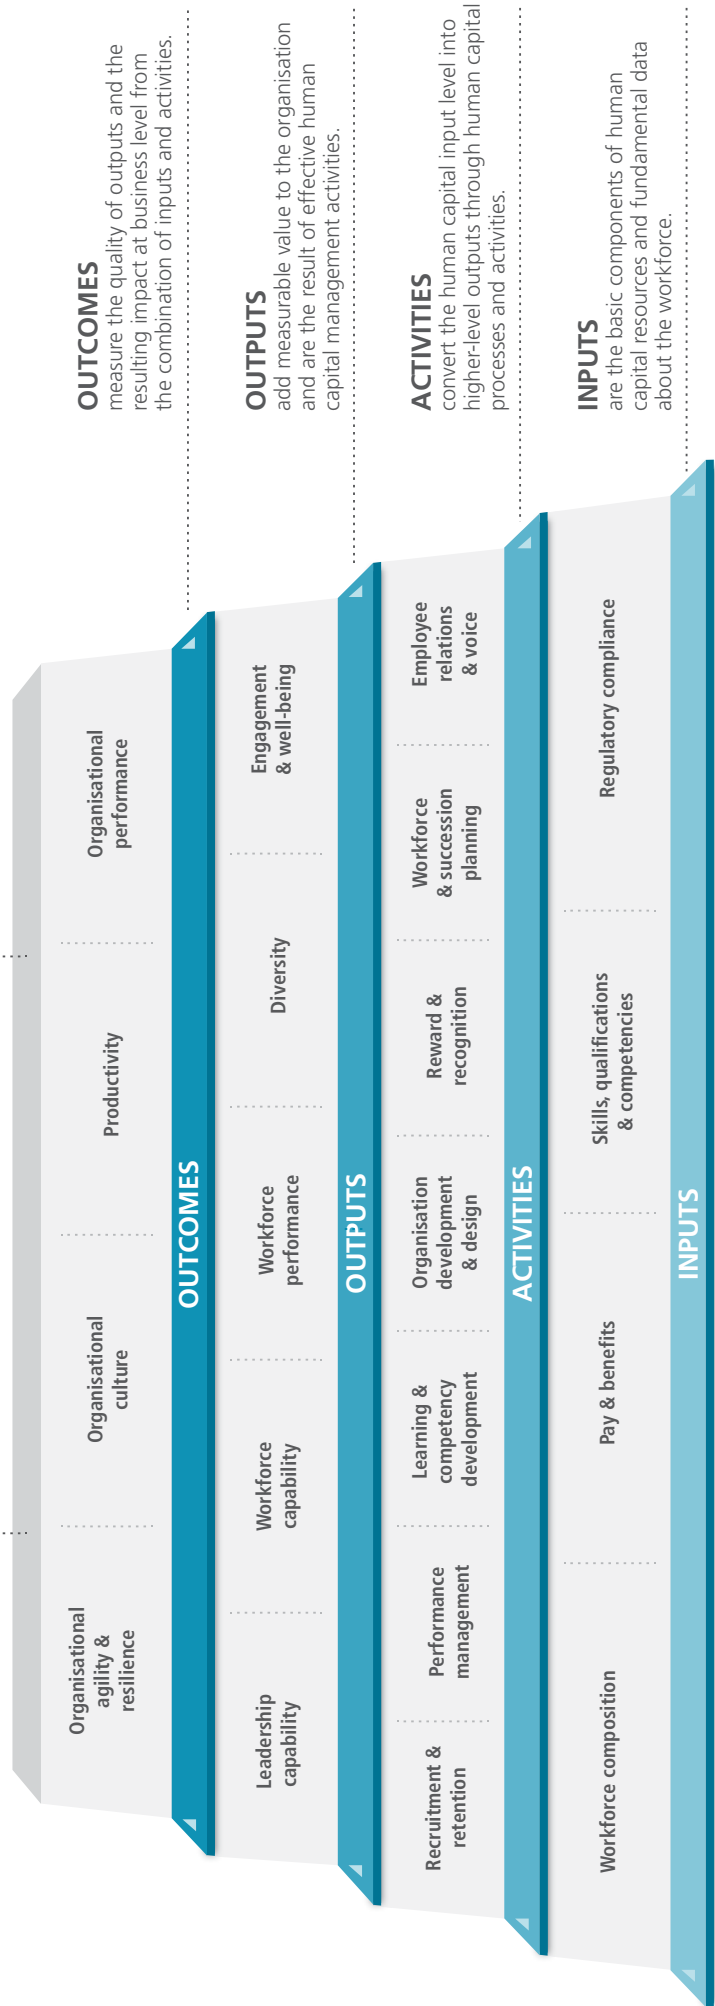 Organisational
agility &
resilience
Organisational
culture
Productivity
Organisational
performance
OUTCOMES
OUTCOMES
measure the quality of outputs and the
resulting impact at business level from
the combination of inputs and activities.
Leadership
capability
Workforce
capability
Workforce
performance
Diversity
Engagement
& well-being
OUTPUTS
OUTPUTS
add measurable value to the organisation
and are the result of effective human
capital management activities.
Recruitment &
retention
Performance
management
Learning &
competency
development
Organisation
development
& design
Reward &
recognition
Workforce
& succession
planning
Employee
relations
& voice
ACTIVITIES
ACTIVITIES
convert the human capital input level into
higher-level outputs through human capital
processes and activities.
Workforce composition
Pay & benefits
Skills, qualifications
& competencies
Regulatory compliance
INPUTS
INPUTS
are the basic components of human
capital resources and fundamental data
about the workforce.